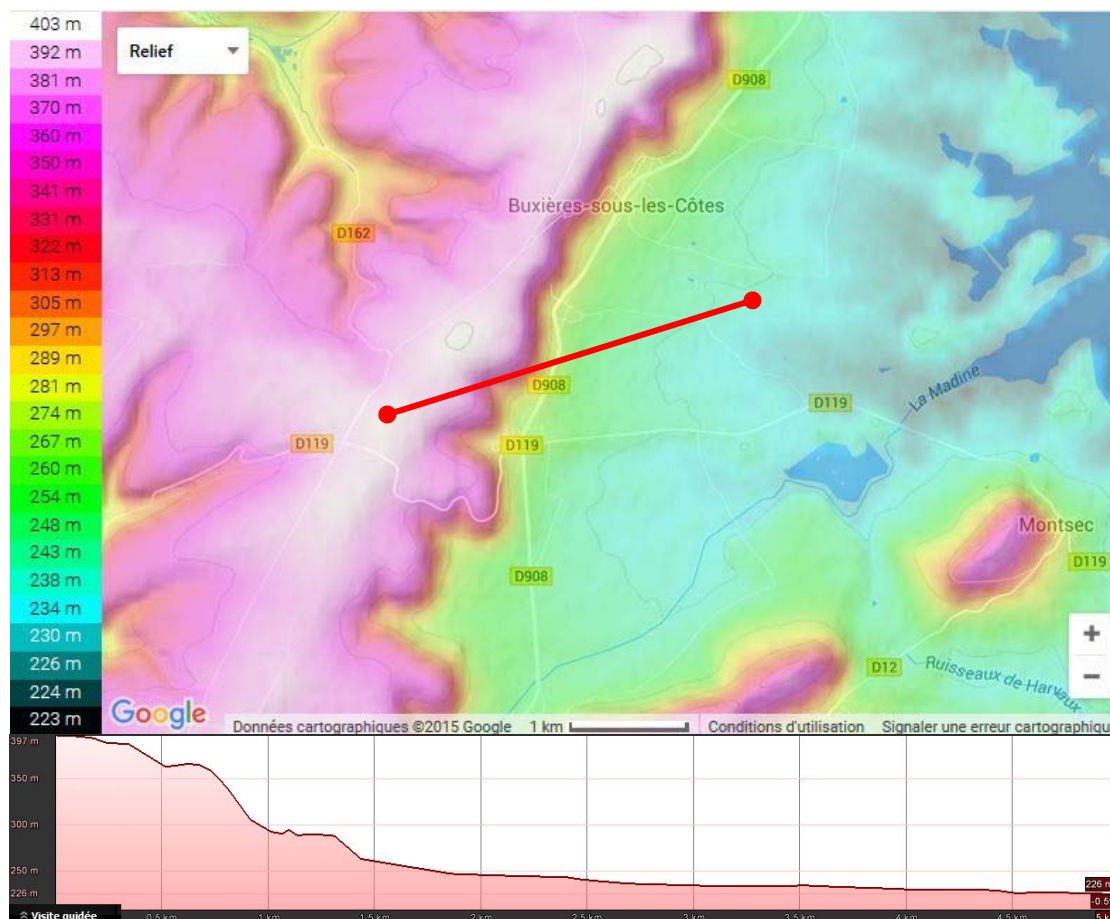 403 m
392 m
381 m
370 m
360 m
350 m
341 m
331 m
322 m
313 m
305 m
297 m
289 m
281 m
274 m
267 m
260 m
254 m
248 m
243 m
238 m
234 m
230 m
226 m
224 m
223 m
Relief
D908
Buxières-sous-les-Côtes
D162
D908
D119
La Madine
D119
D119
Montsec
D119
D908
D12
Ruisseaux de Harvaux
+
−
Google
Données cartographiques ©2015 Google
1 km
Conditions d'utilisation
Signaler une erreur cartographiqu
397 m
350 m
300 m
250 m
226 m
226 m
-0.5
Visite guidée
0.5 km
1 km
1.5 km
2 km
2.5 km
3 km
3.5 km
4 km
4.5 km
5 k